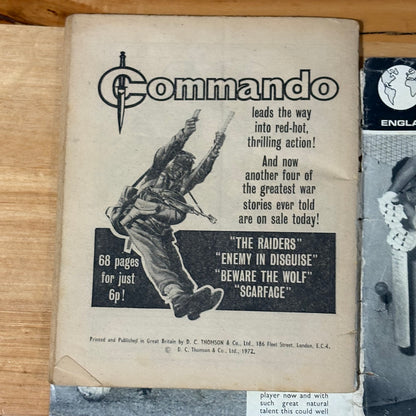 Commando
leads the way
into red-hot,
thrilling action!
And now
another four of
the greatest war
stories ever told
are on sale today!
68 pages
for just
6p!
"THE RAIDERS"
"ENEMY IN DISGUISE"
"BEWARE THE WOLF"
"SCARFACE"
Printed and Published in Great Britain by D. C. THOMSON & Co., Ltd., 186 Fleet Street, London, E.C.4.
© D. C. Thomson & Co., Ltd., 1972.
ENGLA
player now and with
such great natural
talent this could well